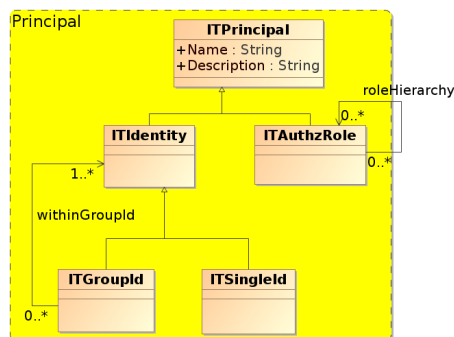 Principal
ITPrincipal
+Name : String
+Description : String
roleHierarchy
0..*
ITIdentity
ITAuthzRole
0..*
1..*
withinGroupId
ITGroupId
ITSingleId
0..*